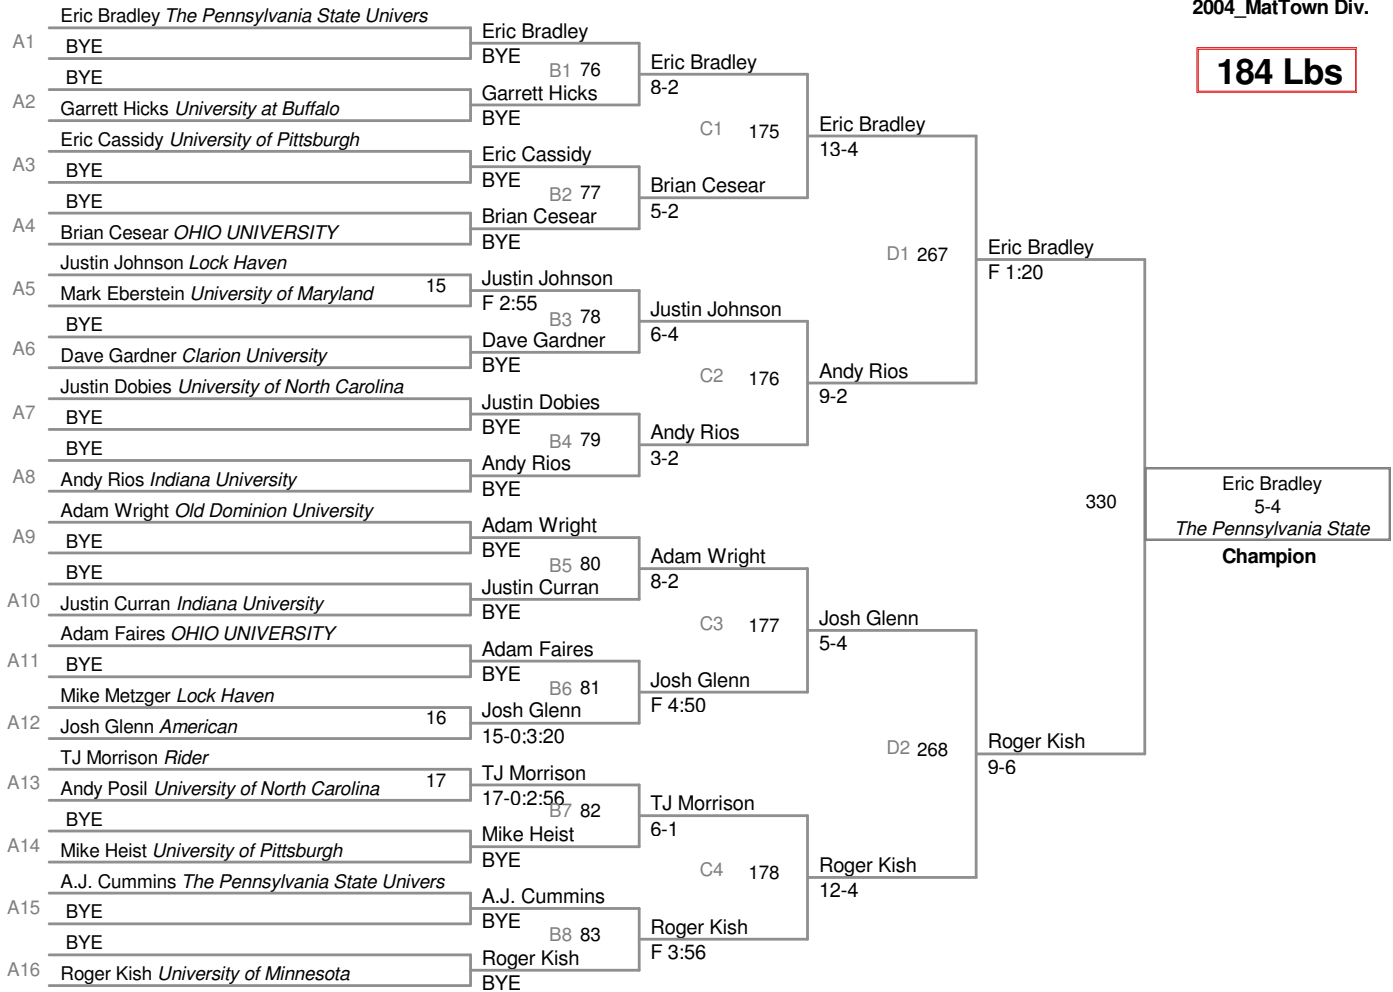 2004_MatTown Div.
184 Lbs
Eric Bradley The Pennsylvania State Univers
A1
BYE
Eric Bradley
BYE
BYE
B1 76
Eric Bradley
8-2
A2
Garrett Hicks University at Buffalo
Garrett Hicks
BYE
C1 175
Eric Bradley
13-4
Eric Cassidy University of Pittsburgh
A3
BYE
Eric Cassidy
BYE
BYE
B2 77
Brian Cesear
5-2
A4
Brian Cesear OHIO UNIVERSITY
Brian Cesear
BYE
D1 267
Eric Bradley
F 1:20
Justin Johnson Lock Haven
A5
15
Mark Eberstein University of Maryland
Justin Johnson
F 2:55
BYE
B3 78
Justin Johnson
6-4
A6
Dave Gardner Clarion University
Dave Gardner
BYE
C2 176
Andy Rios
9-2
Justin Dobies University of North Carolina
A7
BYE
Justin Dobies
BYE
BYE
B4 79
Andy Rios
3-2
A8
Andy Rios Indiana University
Andy Rios
BYE
330
Eric Bradley
5-4
The Pennsylvania State
Champion
Adam Wright Old Dominion University
A9
BYE
Adam Wright
BYE
BYE
B5 80
Adam Wright
8-2
A10
Justin Curran Indiana University
Justin Curran
BYE
C3 177
Josh Glenn
5-4
Adam Faires OHIO UNIVERSITY
A11
BYE
Adam Faires
BYE
B6 81
Josh Glenn
F 4:50
Mike Metzger Lock Haven
A12
16
Josh Glenn American
Josh Glenn
15-0:3:20
D2 268
Roger Kish
9-6
TJ Morrison Rider
A13
17
Andy Posil University of North Carolina
TJ Morrison
17-0:2:56
BYE
B7 82
TJ Morrison
6-1
A14
Mike Heist University of Pittsburgh
Mike Heist
BYE
C4 178
Roger Kish
12-4
A.J. Cummins The Pennsylvania State Univers
A15
BYE
A.J. Cummins
BYE
BYE
B8 83
Roger Kish
F 3:56
A16
Roger Kish University of Minnesota
Roger Kish
BYE